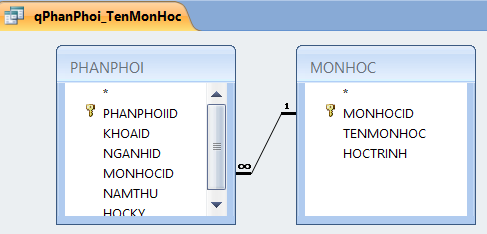 qPhanPhoi_TenMonHoc
PHANPHOI
*
PHANPHOIID
KHOAID
NGANHID
MONHOCID
NAMTHU
HOCKY
1
∞
MONHOC
*
MONHOCID
TENMONHOC
HOCTRINH